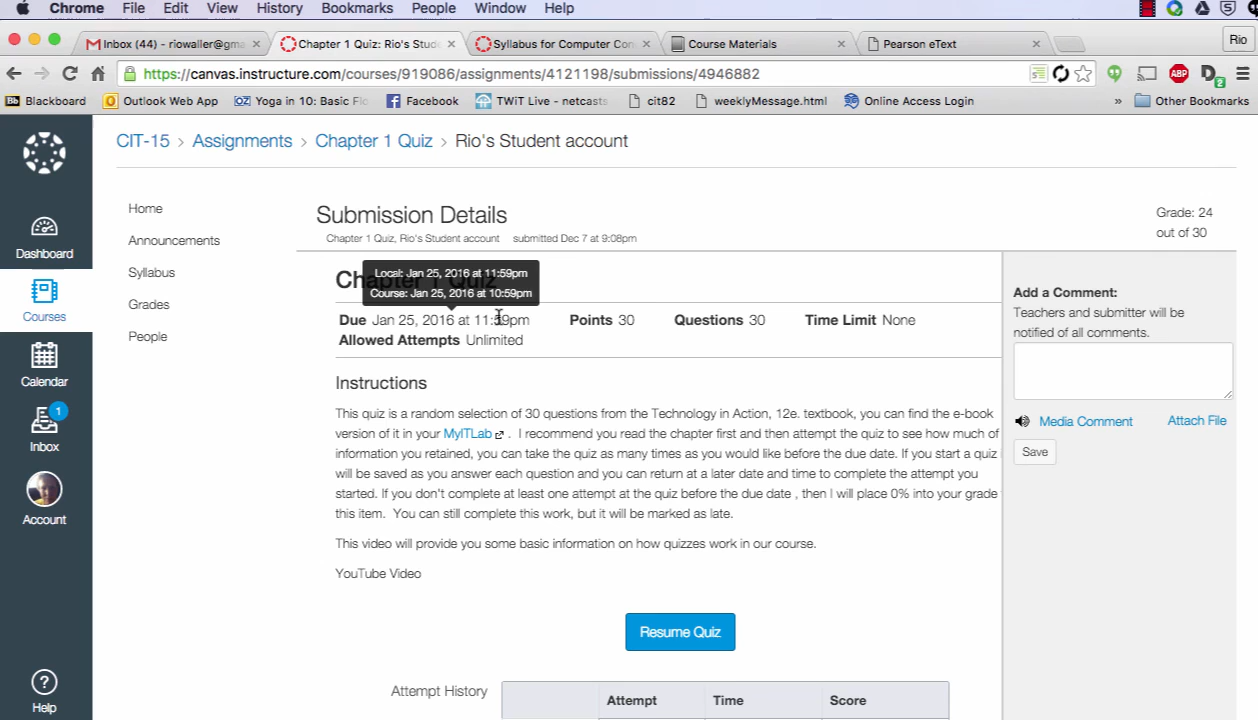 Chrome File Edit View History Bookmarks People Window Help
Inbox (44) - riowaller@gma
Chapter 1 Quiz: Rio's Stud
Syllabus for Computer Con
Course Materials
Pearson eText
Rio
https://canvas.instructure.com/courses/919086/assignments/4121198/submissions/4946882
ABP
2
Bb Blackboard
Outlook Web App
OZ Yoga in 10: Basic Fl
Facebook
TWiT Live - netcasts
cit82
weeklyMessage.html
Online Access Login
»
Other Bookmarks
CIT-15 > Assignments > Chapter 1 Quiz > Rio's Student account
Dashboard
Courses
Calendar
1
Inbox
Account
Help
Home
Announcements
Syllabus
Grades
People
Submission Details
Chapter 1 Quiz, Rio's Student account submitted Dec 7 at 9:08pm
Grade: 24
out of 30
Chapter 1 Quiz
Local: Jan 25, 2016 at 11:59pm
Course: Jan 25, 2016 at 10:59pm
Due Jan 25, 2016 at 11:59pm Points 30 Questions 30 Time Limit None
Allowed Attempts Unlimited
Instructions
This quiz is a random selection of 30 questions from the Technology in Action, 12e. textbook, you can find the e-book
version of it in your MyITLab . I recommend you read the chapter first and then attempt the quiz to see how much of
information you retained, you can take the quiz as many times as you would like before the due date. If you start a quiz
will be saved as you answer each question and you can return at a later date and time to complete the attempt you
started. If you don't complete at least one attempt at the quiz before the due date , then I will place 0% into your grade
this item. You can still complete this work, but it will be marked as late.
This video will provide you some basic information on how quizzes work in our course.
YouTube Video
Resume Quiz
Attempt History
Attempt Time Score
Add a Comment:
Teachers and submitter will be
notified of all comments.
Media Comment
Attach File
Save